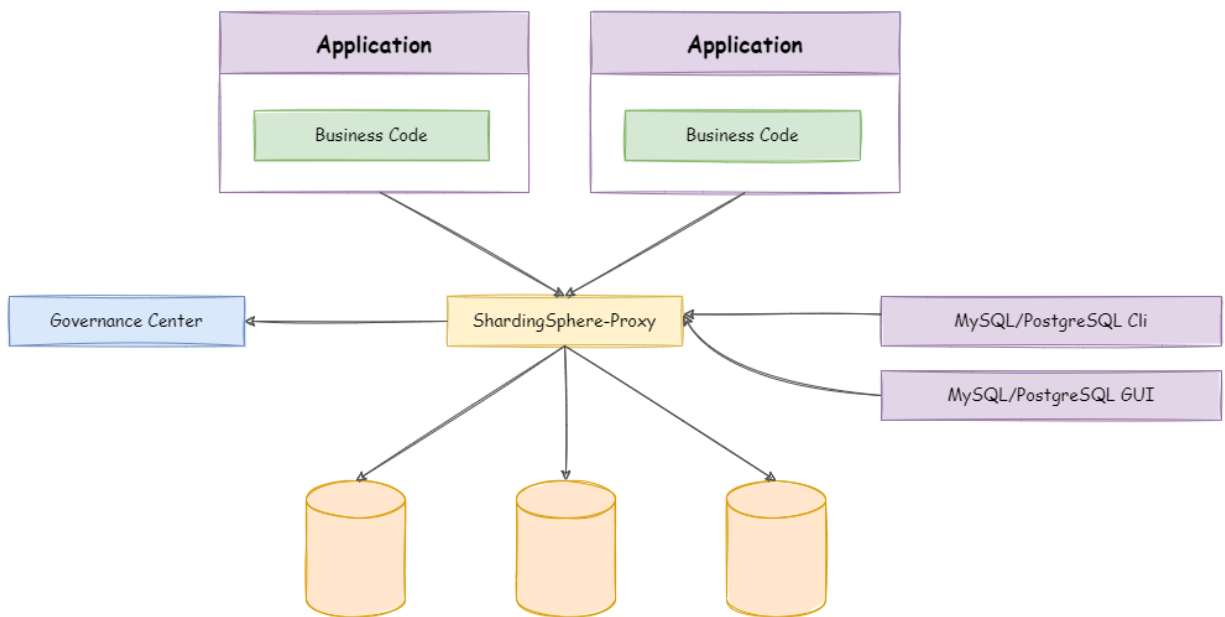 Application
Application
Business Code
Business Code
Governance Center
ShardingSphere-Proxy
MySQL/PostgreSQL Cli
MySQL/PostgreSQL GUI